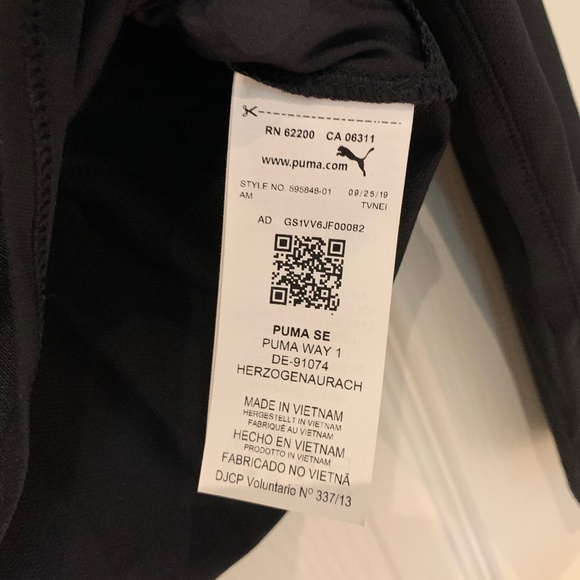 RN 62200 CA 06311
www.puma.com
STYLE NO. 595848-01 09/25/19
AM TVNEI
AD GS1VV6JF00082
PUMA SE
PUMA WAY 1
DE-91074
HERZOGENAURACH
MADE IN VIETNAM
HERGESTELLT IN VIETNAM
FABRIQUÉ AU VIETNAM
HECHO EN VIETNAM
PRODOTTO IN VIETNAM
FABRICADO NO VIETNÃ
DJCP Voluntario Nº 337/13